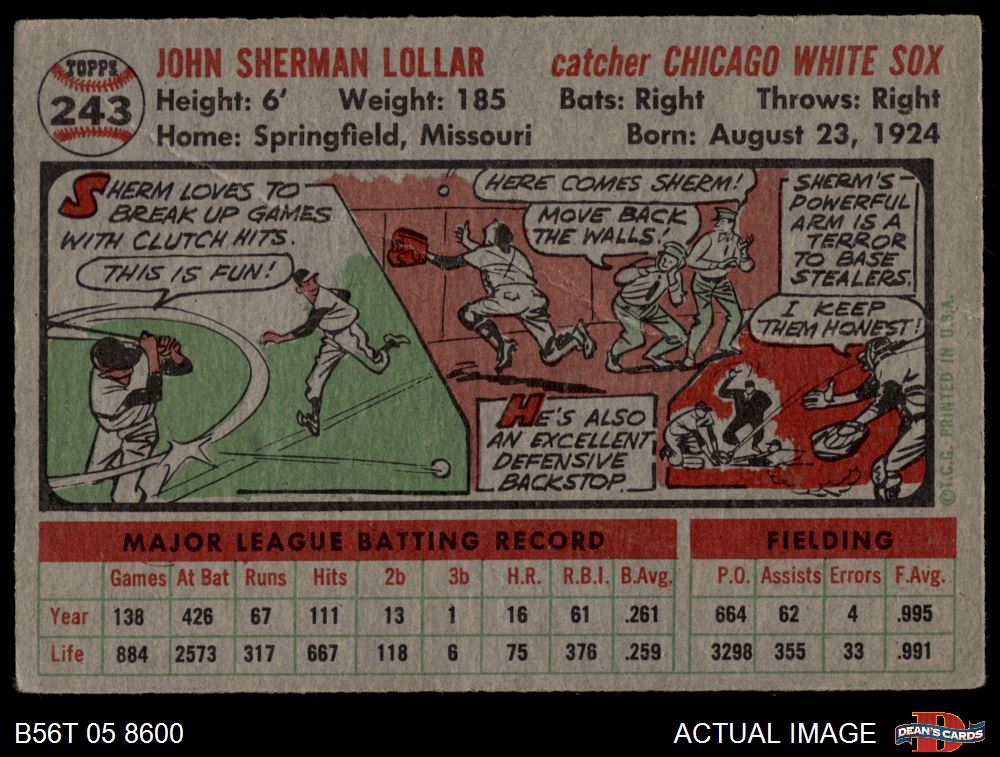 TOPPS
243
JOHN SHERMAN LOLLAR
catcher CHICAGO WHITE SOX
Height: 6' Weight: 185 Bats: Right Throws: Right
Home: Springfield, Missouri Born: August 23, 1924
SHERM LOVES TO
BREAK UP GAMES
WITH CLUTCH HITS.
THIS IS FUN!
HERE COMES SHERM!
MOVE BACK
THE WALLS!
HE'S ALSO
AN EXCELLENT
DEFENSIVE
BACKSTOP.
SHERM'S
POWERFUL
ARM IS A
TERROR
TO BASE
STEALERS.
I KEEP
THEM HONEST!
©T.C.G. PRINTED IN U.S.A.
MAJOR LEAGUE BATTING RECORD FIELDING
Games At Bat Runs Hits 2b 3b H.R. R.B.I. B.Avg. P.O. Assists Errors F.Avg.
Year 138 426 67 111 13 1 16 61 .261 664 62 4 .995
Life 884 2573 317 667 118 6 75 376 .259 3298 355 33 .991
B56T 05 8600
ACTUAL IMAGE
DEAN'S CARDS